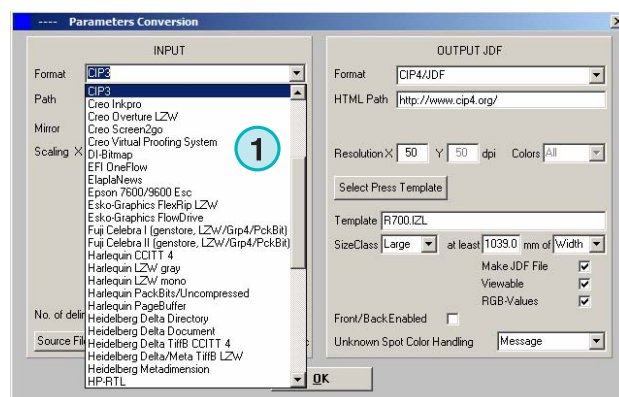 ---- Parameters Conversion
INPUT
Format CIP3
Path
Mirror
Scaling X
CIP3
Creo Inkpro
Creo Overture LZW
Creo Screen2go
Creo Virtual Proofing System
DI-Bitmap
EFI OneFlow
ElaplaNews
Epson 7600/9600 Esc
Esko-Graphics FlexRip LZW
Esko-Graphics FlowDrive
Fuji Celebra I (genstore, LZW/Grp4/PckBit)
Fuji Celebra II (genstore, LZW/Grp4/PckBit)
Harlequin CCITT 4
Harlequin LZW gray
Harlequin LZW mono
Harlequin PackBits/Uncompressed
Harlequin PageBuffer
Heidelberg Delta Directory
Heidelberg Delta Document
Heidelberg Delta TiffB CCITT 4
Heidelberg Delta/Meta TiffB LZW
Heidelberg Metadimension
HP-RTL
1
No. of
Source
OUTPUT JDF
Format CIP4/JDF
HTML Path http://www.cip4.org/
Resolution X 50 Y 50 dpi Colors All
Select Press Template
Template R700.IZL
SizeClass Large at least 1039.0 mm of Width
Make JDF File
Viewable
RGB-Values
Front/Back Enabled
Unknown Spot Color Handling Message
OK